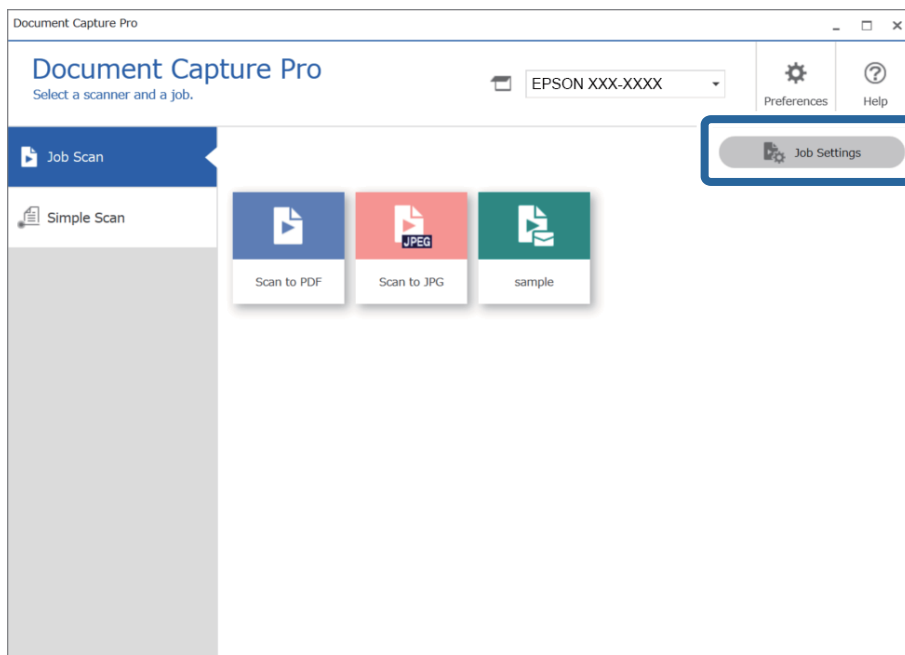 Document Capture Pro
Document Capture Pro
Select a scanner and a job.
EPSON XXX-XXXX
Preferences
Help
Job Scan
Job Settings
Simple Scan
JPEG
Scan to PDF
Scan to JPG
sample